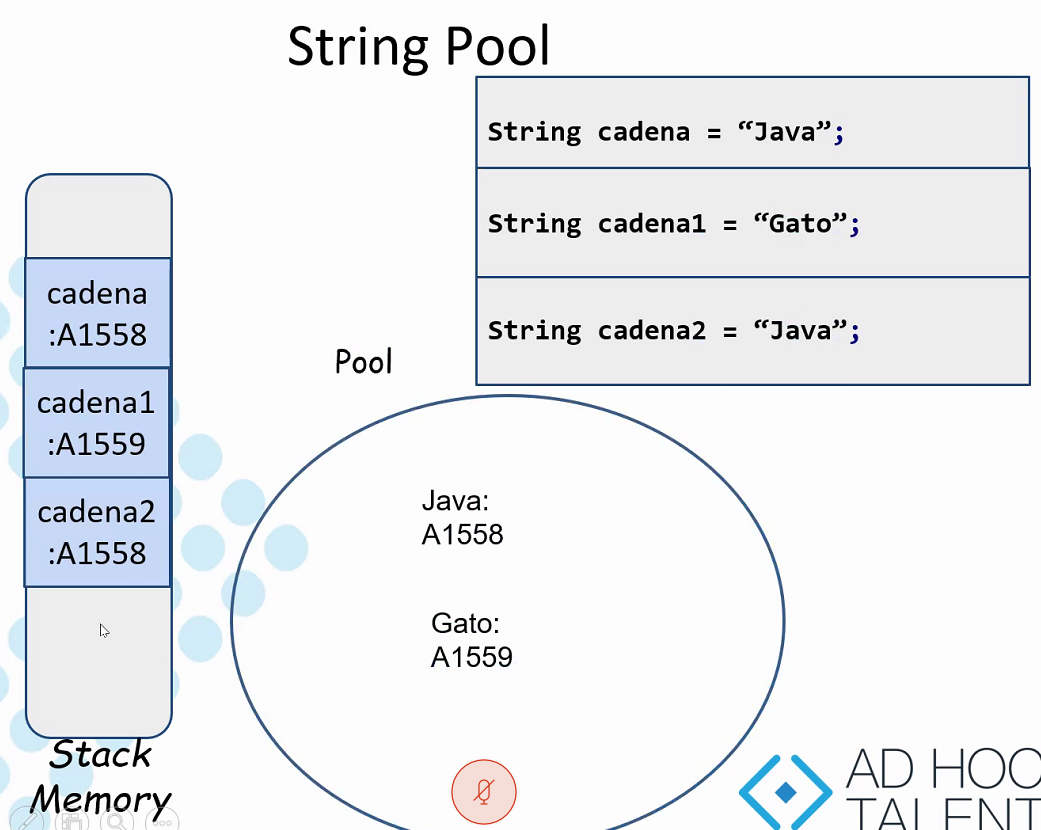 String Pool
String cadena = “Java”;
String cadena1 = “Gato”;
String cadena2 = “Java”;
cadena
:A1558
cadena1
:A1559
cadena2
:A1558
Pool
Java:
A1558
Gato:
A1559
Stack
Memory
AD HOC
TALENT